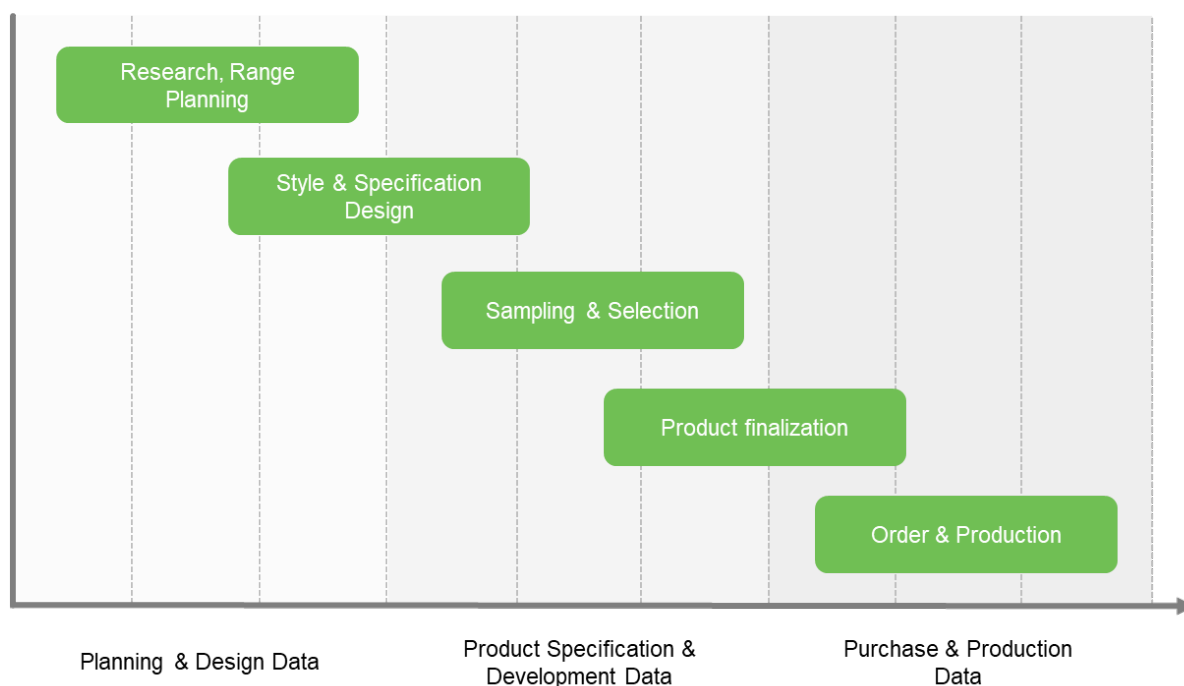 Research, Range
Planning
Style & Specification
Design
Sampling & Selection
Product finalization
Order & Production
Planning & Design Data
Product Specification &
Development Data
Purchase & Production
Data